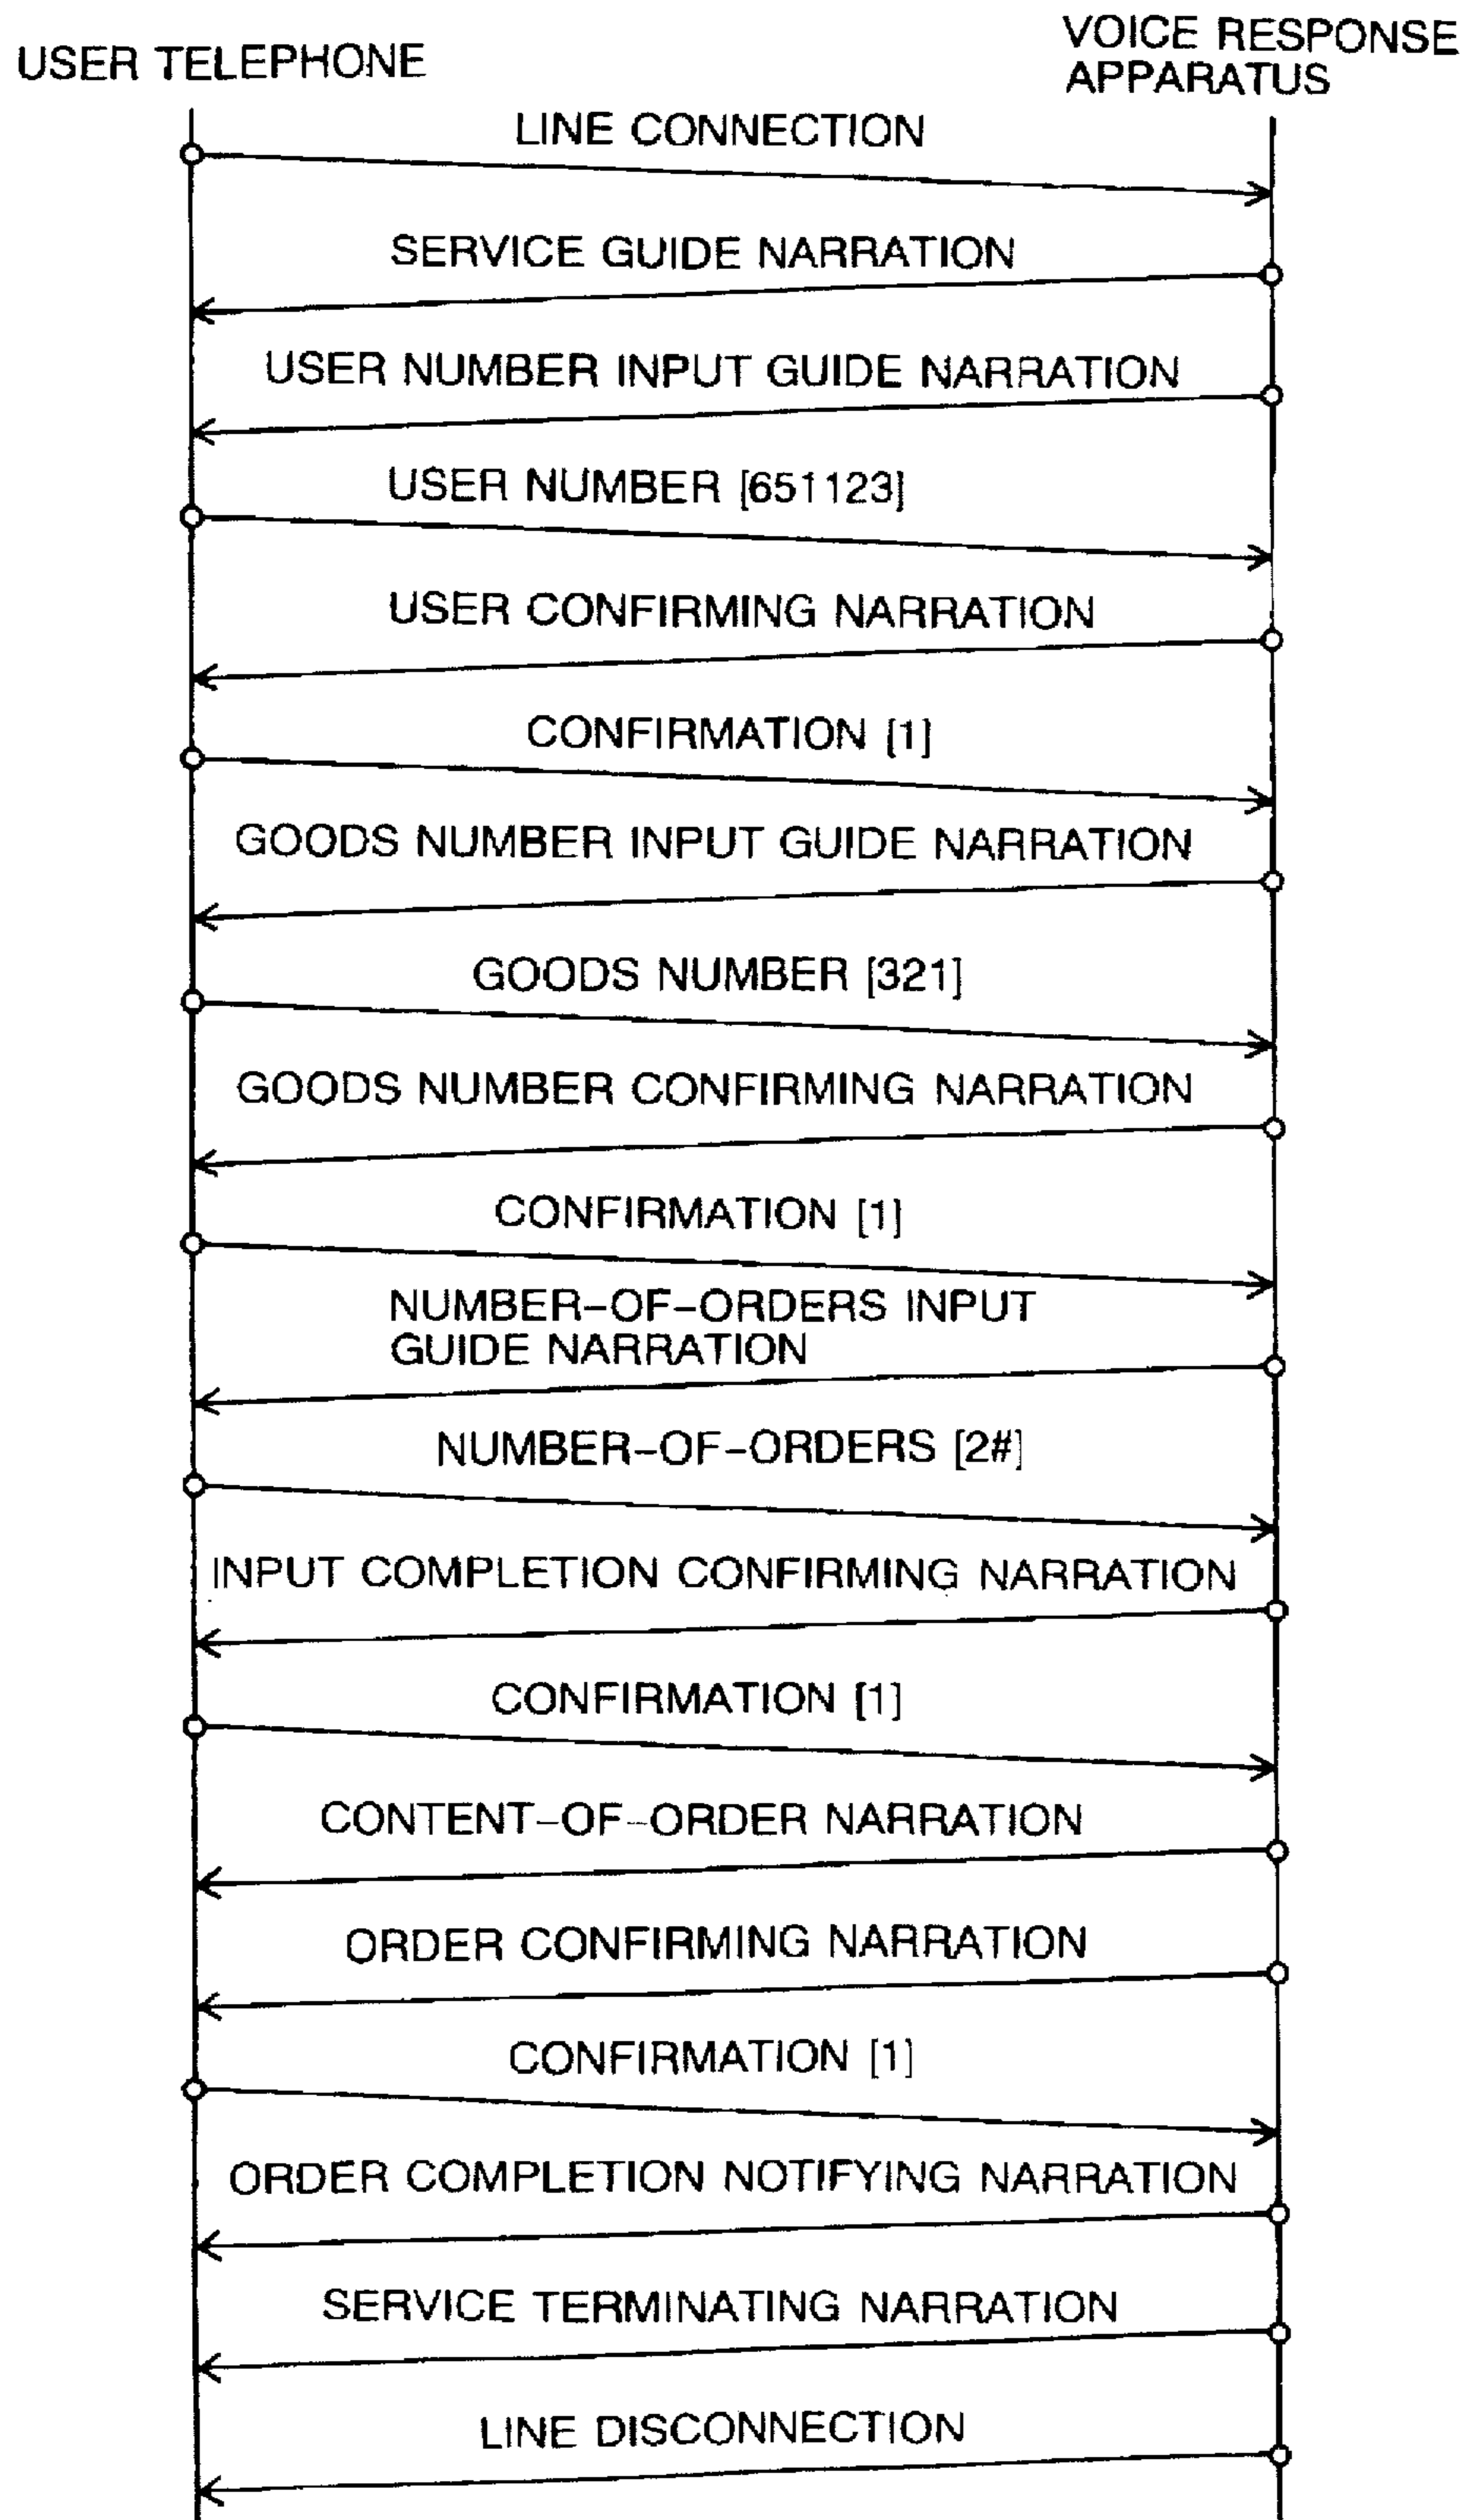 USER TELEPHONE
VOICE RESPONSE
APPARATUS
LINE CONNECTION
SERVICE GUIDE NARRATION
USER NUMBER INPUT GUIDE NARRATION
USER NUMBER [651123]
USER CONFIRMING NARRATION
CONFIRMATION [1]
GOODS NUMBER INPUT GUIDE NARRATION
GOODS NUMBER [321]
GOODS NUMBER CONFIRMING NARRATION
CONFIRMATION [1]
NUMBER-OF-ORDERS INPUT
GUIDE NARRATION
NUMBER-OF-ORDERS [2#]
INPUT COMPLETION CONFIRMING NARRATION
CONFIRMATION [1]
CONTENT-OF-ORDER NARRATION
ORDER CONFIRMING NARRATION
CONFIRMATION [1]
ORDER COMPLETION NOTIFYING NARRATION
SERVICE TERMINATING NARRATION
LINE DISCONNECTION